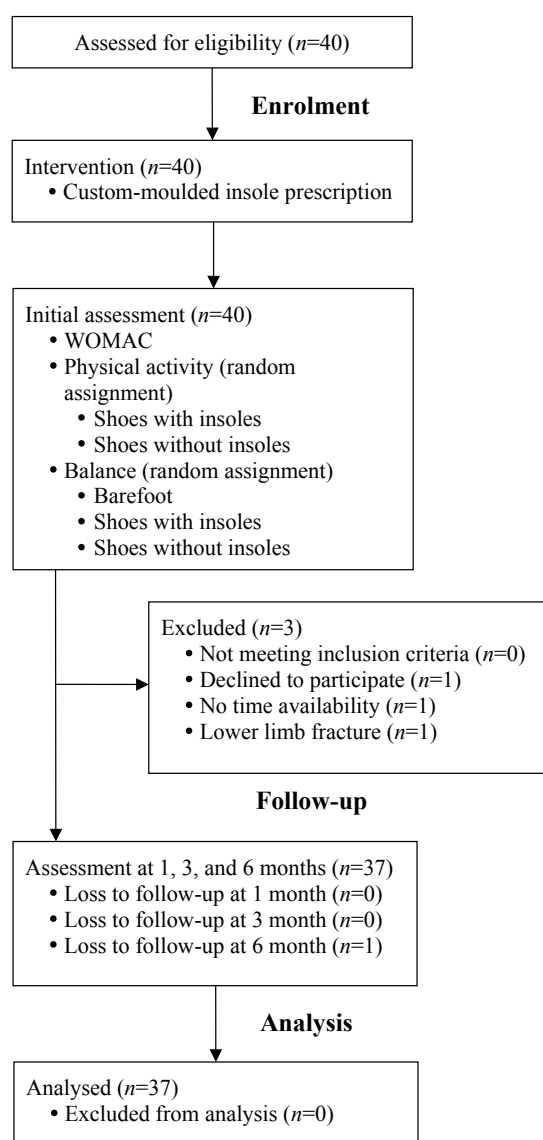 Assessed for eligibility (n=40)
Enrolment
Intervention (n=40)
• Custom-moulded insole prescription
Initial assessment (n=40)
• WOMAC
• Physical activity (random
assignment)
• Shoes with insoles
• Shoes without insoles
• Balance (random assignment)
• Barefoot
• Shoes with insoles
• Shoes without insoles
Excluded (n=3)
• Not meeting inclusion criteria (n=0)
• Declined to participate (n=1)
• No time availability (n=1)
• Lower limb fracture (n=1)
Follow-up
Assessment at 1, 3, and 6 months (n=37)
• Loss to follow-up at 1 month (n=0)
• Loss to follow-up at 3 month (n=0)
• Loss to follow-up at 6 month (n=1)
Analysis
Analysed (n=37)
• Excluded from analysis (n=0)